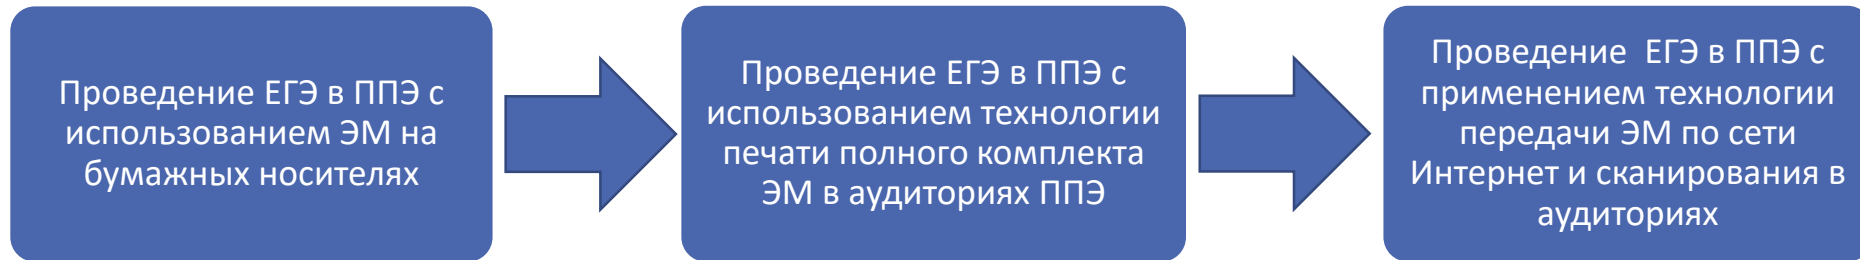 Проведение ЕГЭ в ППЭ с
использованием ЭМ на
бумажных носителях
Проведение ЕГЭ в ППЭ с
использованием технологии
печати полного комплекта
ЭМ в аудиториях ППЭ
Проведение  ЕГЭ в ППЭ с
применением технологии
передачи ЭМ по сети
Интернет и сканирования в
аудиториях